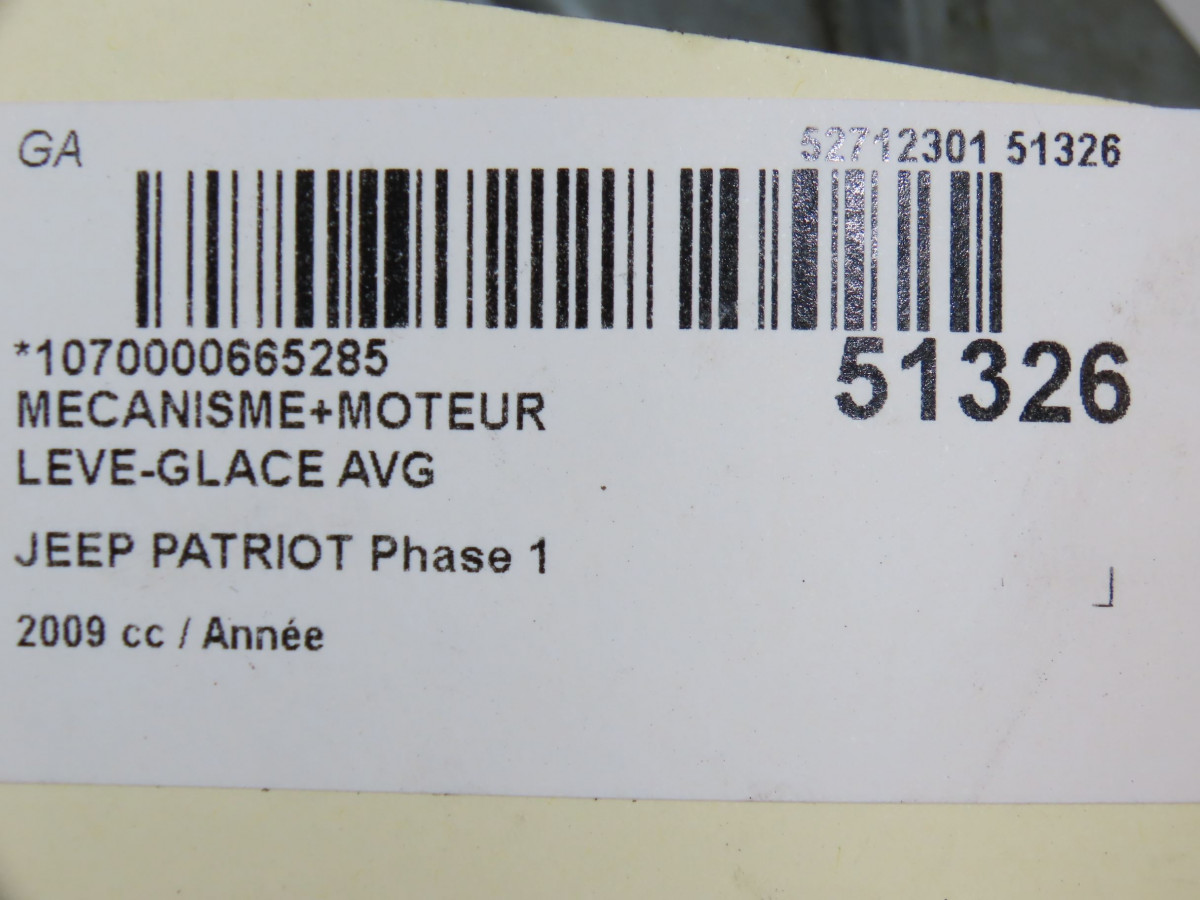 GA
52712301 51326
*1070000665285
51326
MECANISME+MOTEUR
LEVE-GLACE AVG
JEEP PATRIOT Phase 1
2009 cc / Année